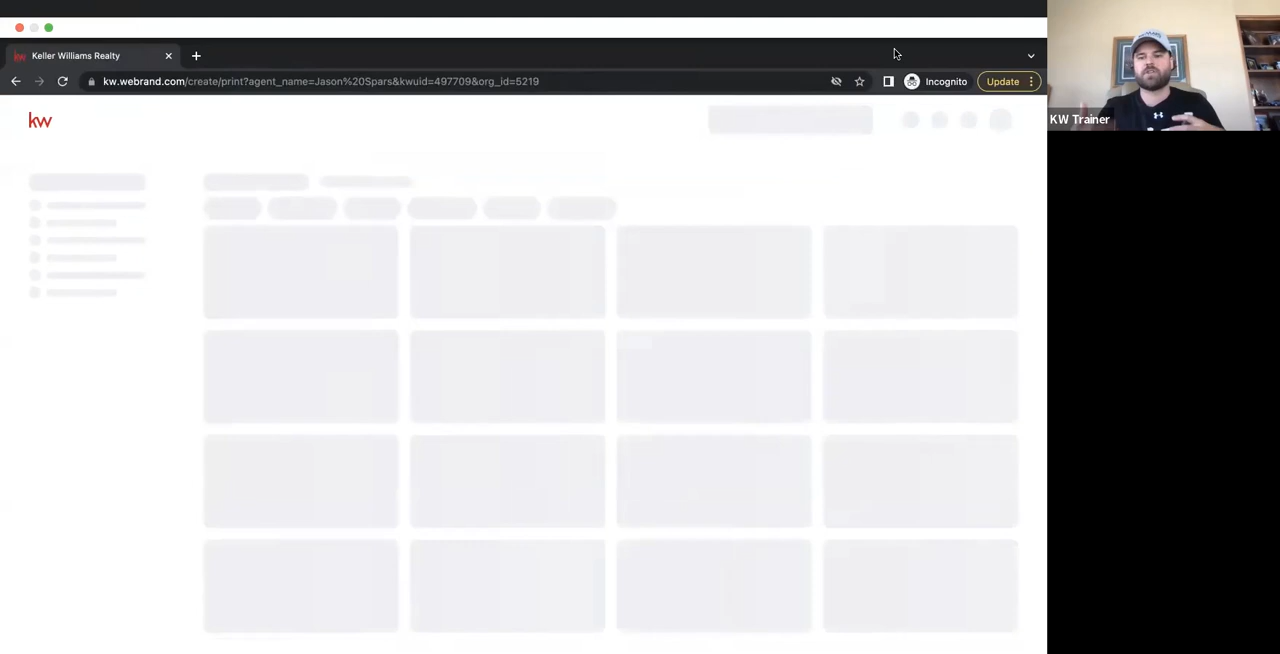 Keller Williams Realty
kw.webrand.com/create/print?agent_name=Jason%20Spars&kwuid=497709&org_id=5219
Incognito
Update
kw
KW Trainer